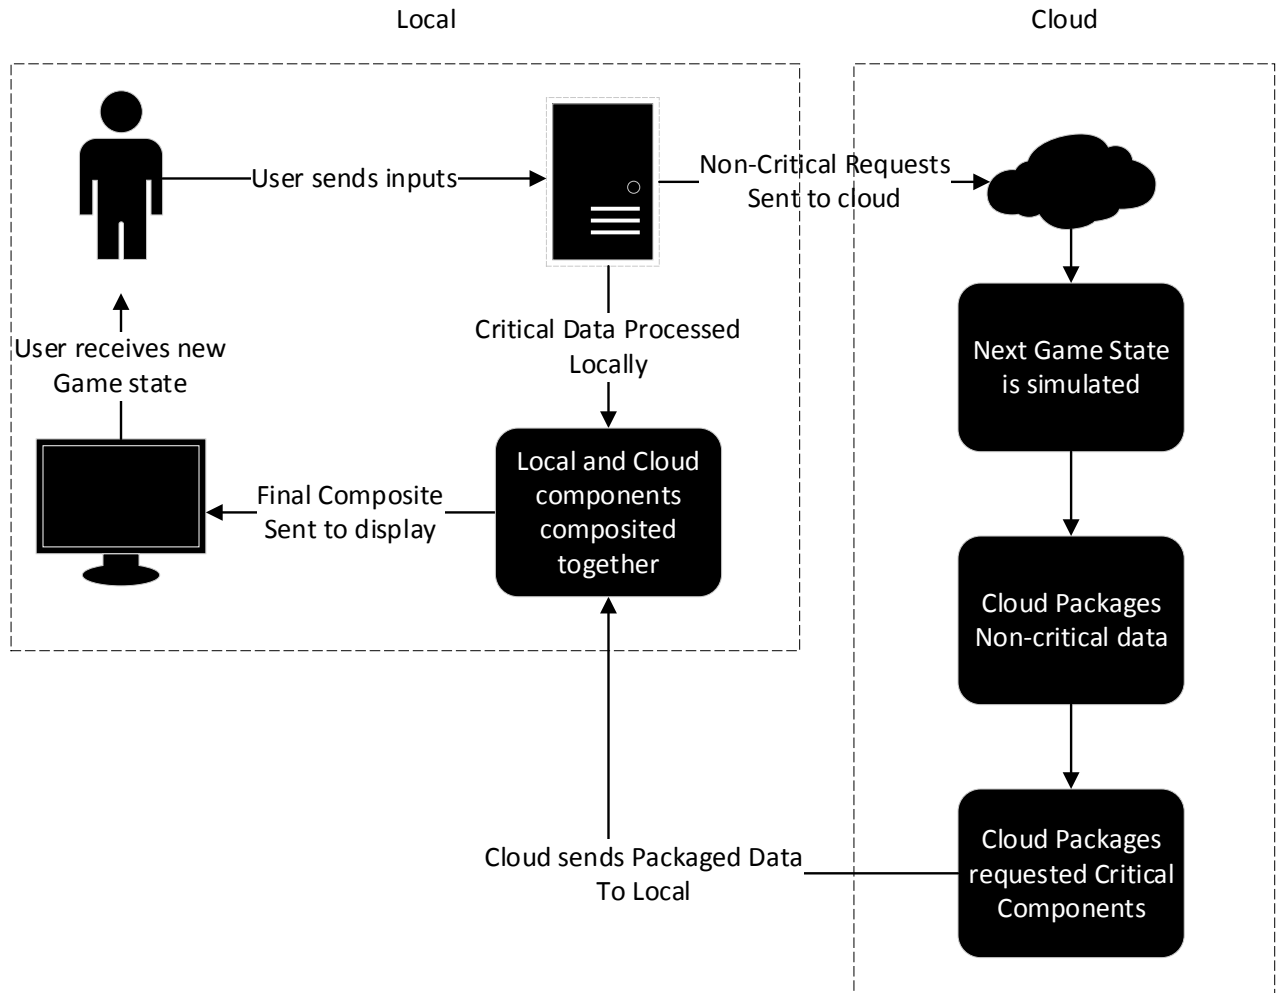 Local
Cloud
User sends inputs
Non-Critical Requests
Sent to cloud
Critical Data Processed
Locally
User receives new
Game state
Next Game State
is simulated
Local and Cloud
components
composited
together
Final Composite
Sent to display
Cloud Packages
Non-critical data
Cloud sends Packaged Data
To Local
Cloud Packages
requested Critical
Components